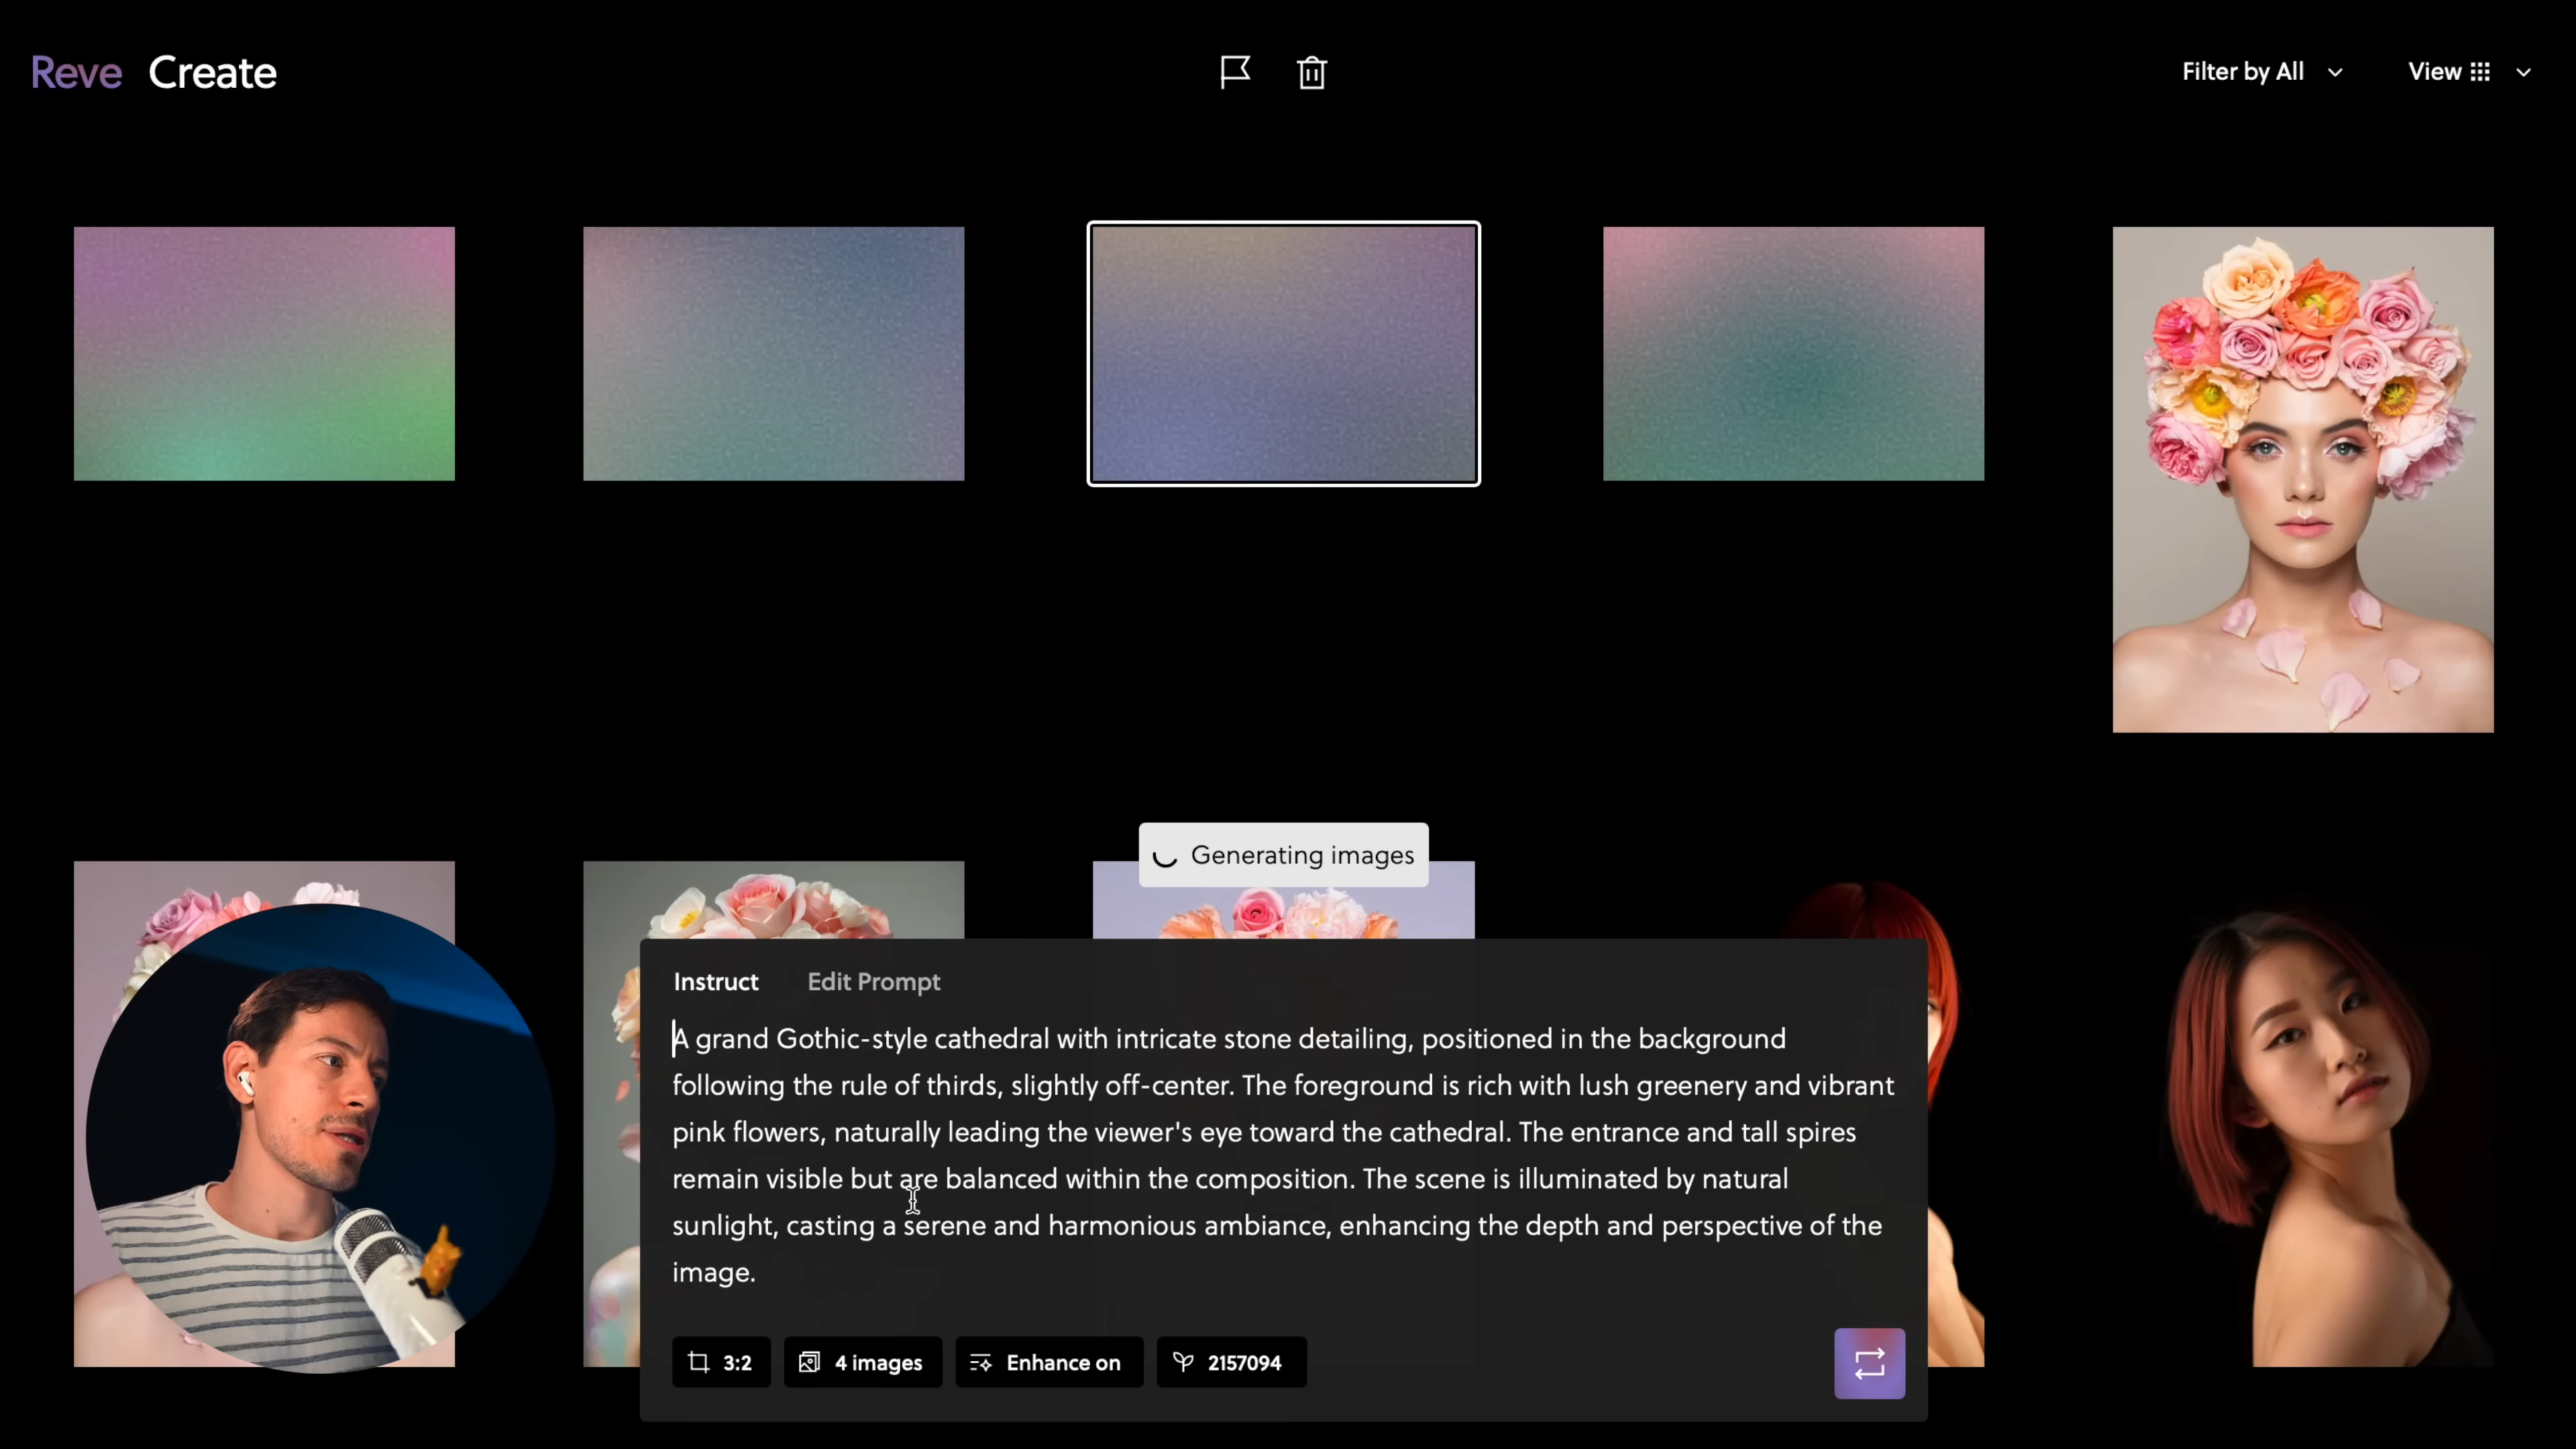 Reve Create
Filter by All
View
Generating images
Instruct
Edit Prompt
A grand Gothic-style cathedral with intricate stone detailing, positioned in the background
following the rule of thirds, slightly off-center. The foreground is rich with lush greenery and vibrant
pink flowers, naturally leading the viewer's eye toward the cathedral. The entrance and tall spires
remain visible but are balanced within the composition. The scene is illuminated by natural
sunlight, casting a serene and harmonious ambiance, enhancing the depth and perspective of the
image.
3:2
4 images
Enhance on
2157094